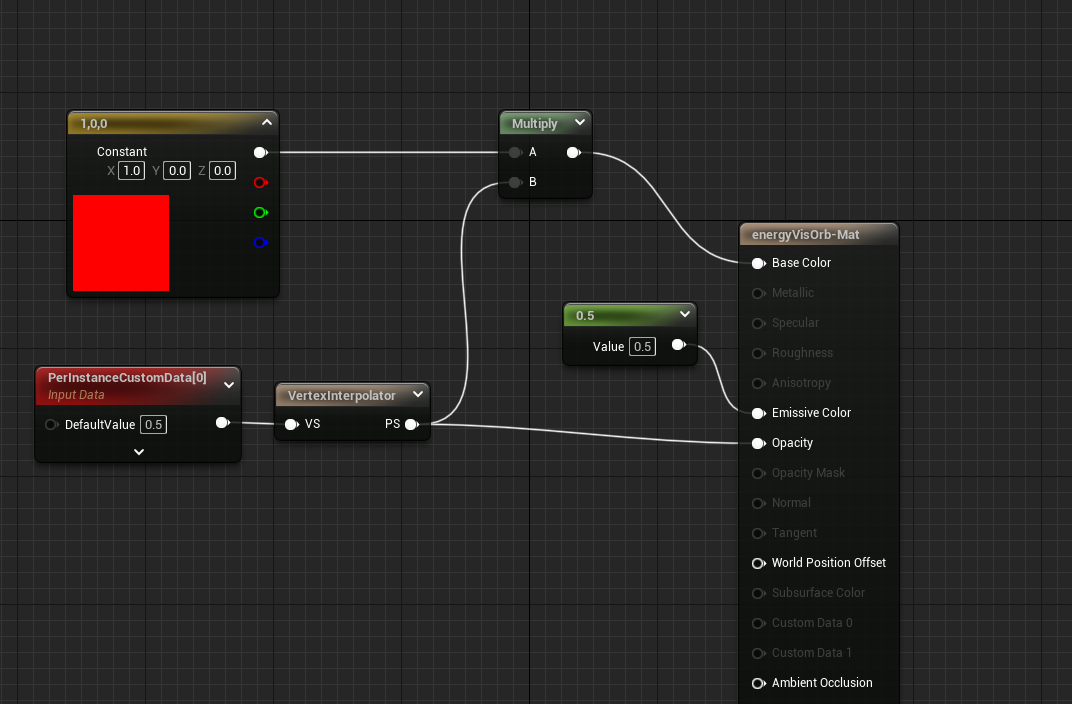 1,0,0
Constant
X 1.0 Y 0.0 Z 0.0
Multiply
A
B
energyVisOrb-Mat
Base Color
Metallic
Specular
Roughness
Anisotropy
Emissive Color
Opacity
Opacity Mask
Normal
Tangent
World Position Offset
Subsurface Color
Custom Data 0
Custom Data 1
Ambient Occlusion
0.5
Value 0.5
PerInstanceCustomData[0]
Input Data
DefaultValue 0.5
VertexInterpolator
VS PS